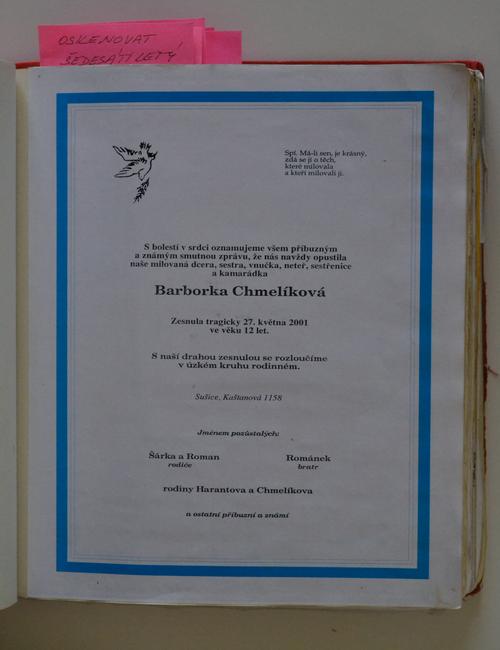 OSKENOVAT
ŠEDESÁTILETÝ
Spí. Má-li sen, je krásný,
zdá se jí o těch,
které milovala
a kteří milovali ji.
S bolestí v srdci oznamujeme všem příbuzným
a známým smutnou zprávu, že nás navždy opustila
naše milovaná dcera, sestra, vnučka, neteř, sestřenice
a kamarádka
Barborka Chmelíková
Zesnula tragicky 27. května 2001
ve věku 12 let.
S naší drahou zesnulou se rozloučíme
v úzkém kruhu rodinném.
Sušice, Kaštanová 1158
Jménem pozůstalých:
Šárka a Roman
rodiče
Románek
bratr
rodiny Harantova a Chmelíkova
a ostatní příbuzní a známí